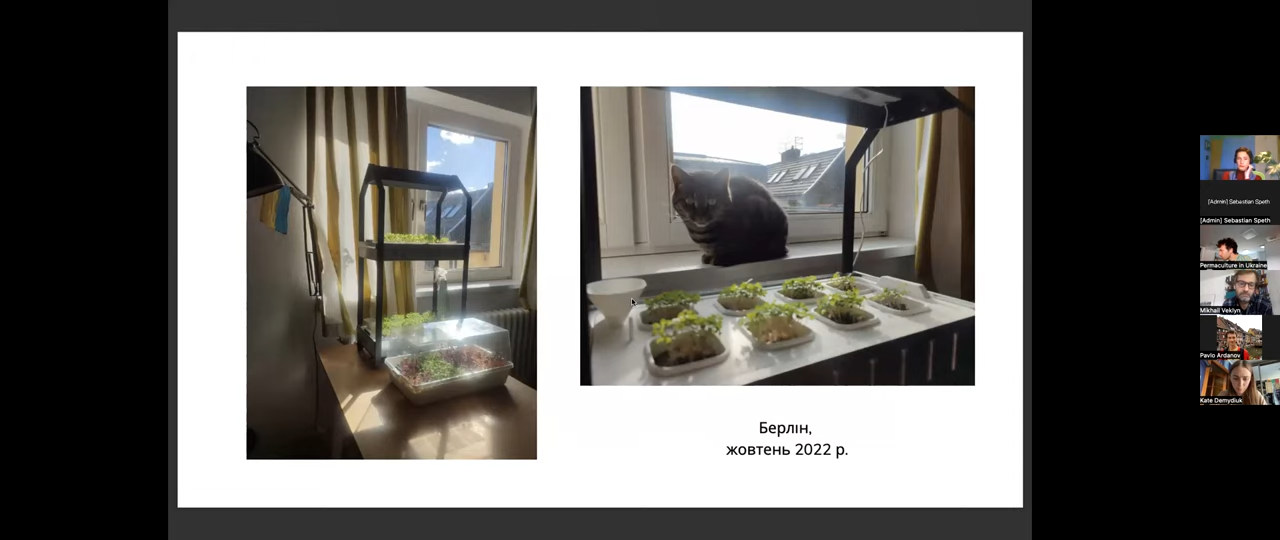 Берлін,
жовтень 2022 р.
[Admin] Sebastian Speth
[Admin] Sebastian Speth
Permaculture in Ukraine
Mikhail Veklyn
Pavlo Ardanov
Kate Demydiuk